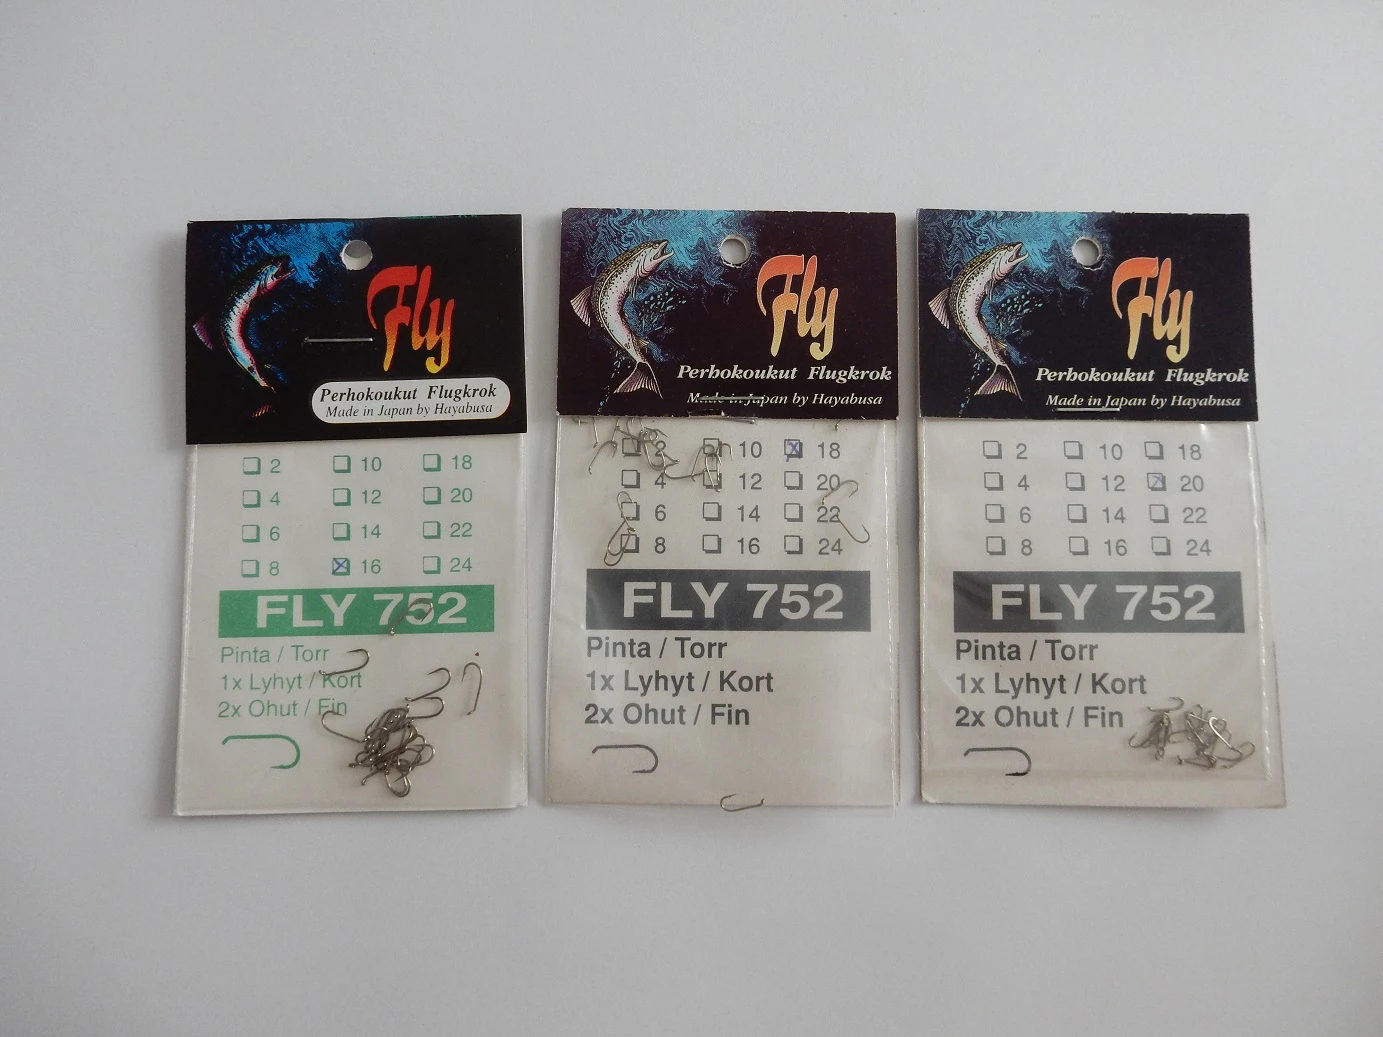 Fly
Perhokoukut Flugkrok
Made in Japan by Hayabusa
2 10 18
4 12 20
6 14 22
8 16 24
FLY 752
Pinta / Torr
1x Lyhyt / Kort
2x Ohut / Fin
Fly
Perhokoukut Flugkrok
Made in Japan by Hayabusa
2 10 18
4 12 20
6 14 22
8 16 24
FLY 752
Pinta / Torr
1x Lyhyt / Kort
2x Ohut / Fin
Fly
Perhokoukut Flugkrok
Made in Japan by Hayabusa
2 10 18
4 12 20
6 14 22
8 16 24
FLY 752
Pinta / Torr
1x Lyhyt / Kort
2x Ohut / Fin